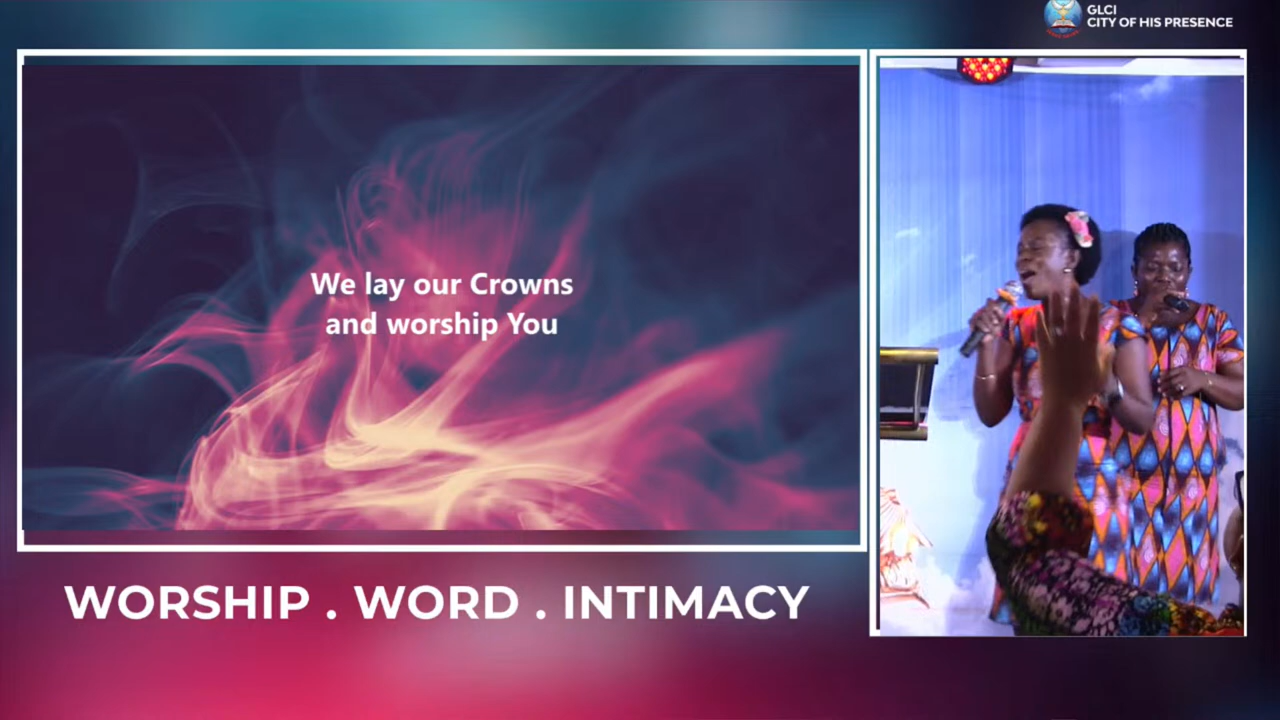 GLCI
CITY OF HIS PRESENCE
We lay our Crowns
and worship You
WORSHIP . WORD . INTIMACY